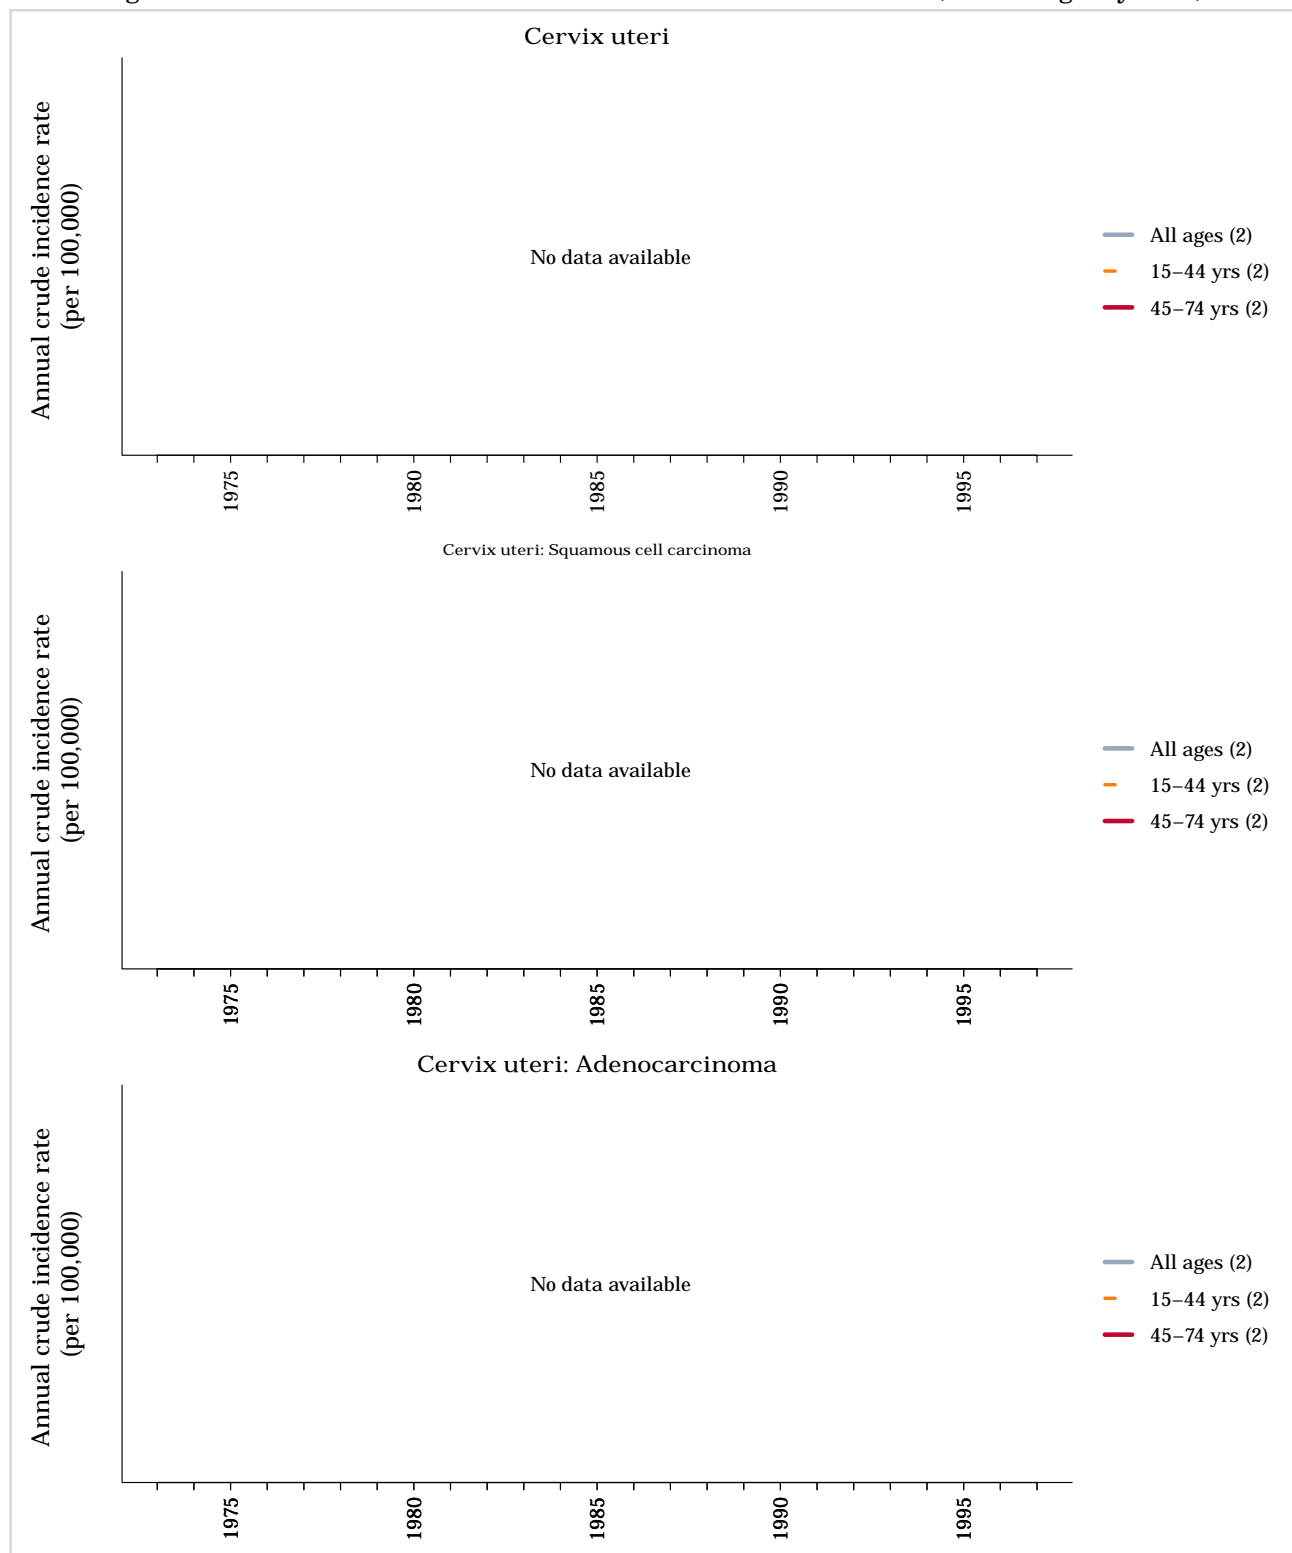 Cervix uteri
Annual crude incidence rate
(per 100,000)
No data available
All ages (2)
15–44 yrs (2)
45–74 yrs (2)
1975
1980
1985
1990
1995
Cervix uteri: Squamous cell carcinoma
Annual crude incidence rate
(per 100,000)
No data available
All ages (2)
15–44 yrs (2)
45–74 yrs (2)
1975
1980
1985
1990
1995
Cervix uteri: Adenocarcinoma
Annual crude incidence rate
(per 100,000)
No data available
All ages (2)
15–44 yrs (2)
45–74 yrs (2)
1975
1980
1985
1990
1995